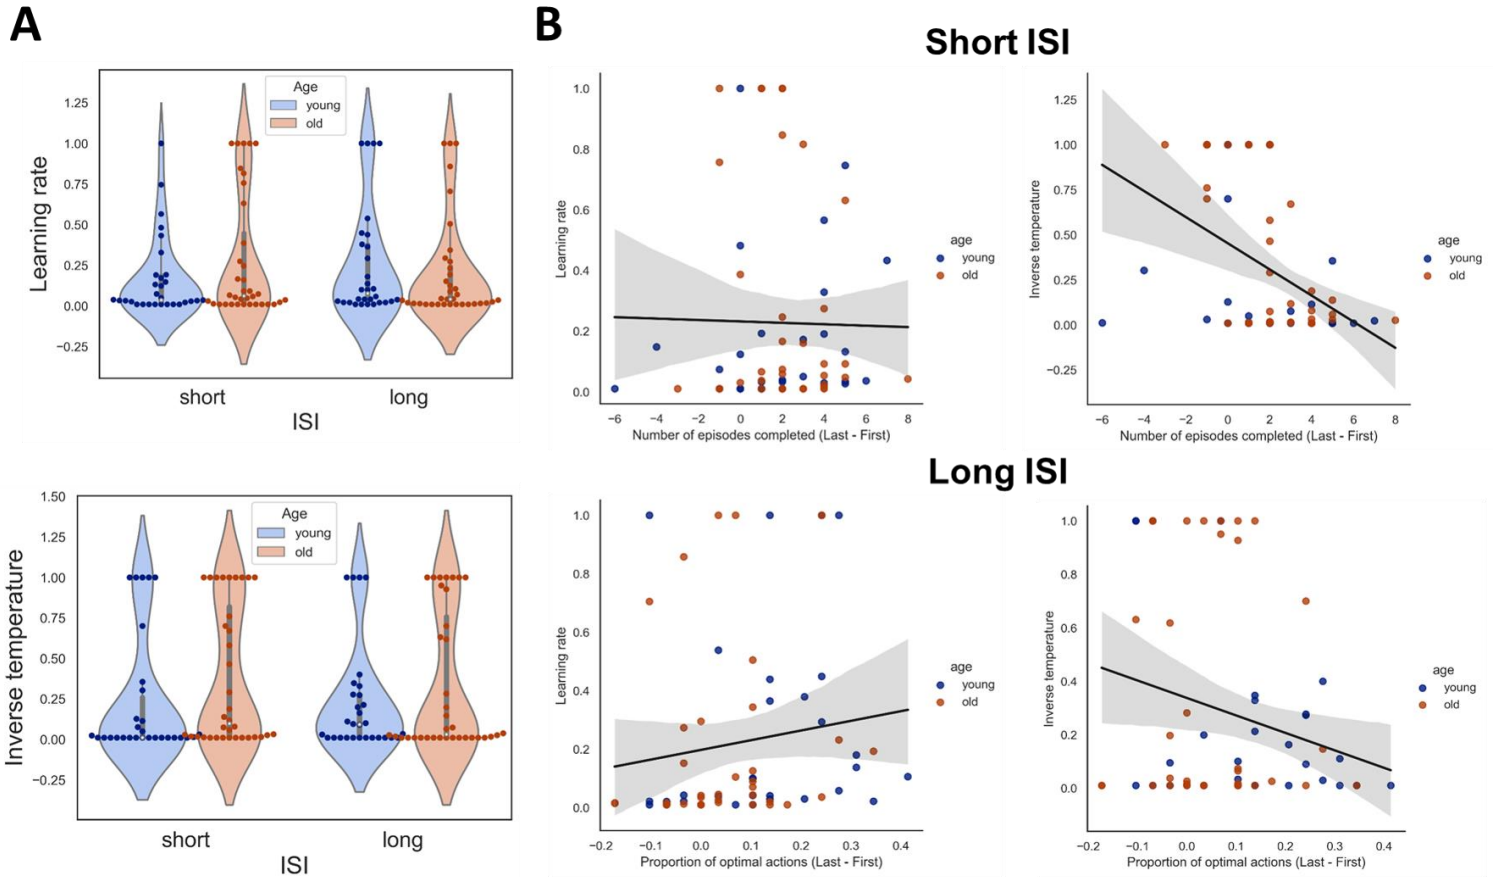 A
B
Short ISI
Age
young
old
1.25
1.00
0.75
0.50
0.25
0.00
−0.25
Learning rate
short
long
ISI
1.0
0.8
0.6
0.4
0.2
0.0
Learning rate
−6
−4
−2
0
2
4
6
8
Number of episodes completed (Last - First)
age
young
old
1.25
1.00
0.75
0.50
0.25
0.00
−0.25
Inverse temperature
−6
−4
−2
0
2
4
6
8
Number of episodes completed (Last - First)
age
young
old
Long ISI
Age
young
old
1.50
1.25
1.00
0.75
0.50
0.25
0.00
−0.25
Inverse temperature
short
long
ISI
1.0
0.8
0.6
0.4
0.2
0.0
Learning rate
−0.2
−0.1
0.0
0.1
0.2
0.3
0.4
Proportion of optimal actions (Last - First)
age
young
old
1.0
0.8
0.6
0.4
0.2
0.0
Inverse temperature
−0.2
−0.1
0.0
0.1
0.2
0.3
0.4
Proportion of optimal actions (Last - First)
age
young
old